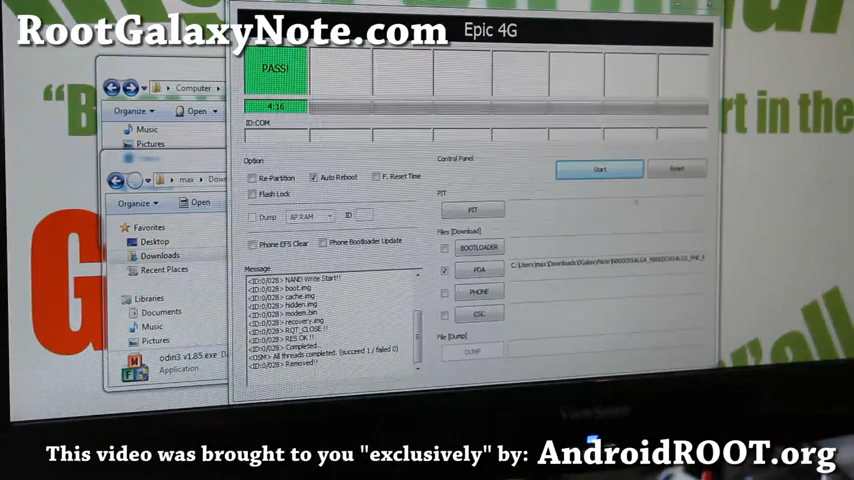 RootGalaxyNote.com
Epic 4G
PASS!
4:16
ID:COM
Option
Re-Partition
Auto Reboot
F. Reset Time
Flash Lock
Dump
AP RAM
ID
Phone EFS Clear
Phone Bootloader Update
Message
<ID:0/028> NAND Write Start!!
<ID:0/028> boot.img
<ID:0/028> cache.img
<ID:0/028> hidden.img
<ID:0/028> modem.bin
<ID:0/028> recovery.img
<ID:0/028> RQT_CLOSE !!
<ID:0/028> RES OK !!
<ID:0/028> Completed..
<OSM> All threads completed. (succeed 1 / failed 0)
<ID:0/028> Removed!!
Control Panel
Start
Reset
PIT
PIT
Files [Download]
BOOTLOADER
PDA
PHONE
CSC
File [Dump]
DUMP
Computer
Organize
Open
Music
Pictures
max
Organize
Open
Favorites
Desktop
Downloads
Recent Places
Libraries
Documents
Music
Pictures
odin3 v1.85.exe
Application
"B
rt in the
G
ViewSonic
This video was brought to you "exclusively" by: AndroidROOT.org